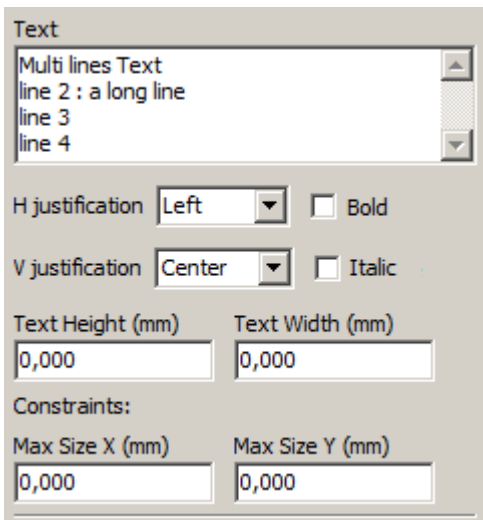 Text
Multi lines Text
line 2 : a long line
line 3
line 4
H justification Left Bold
V justification Center Italic
Text Height (mm) Text Width (mm)
0,000 0,000
Constraints:
Max Size X (mm) Max Size Y (mm)
0,000 0,000